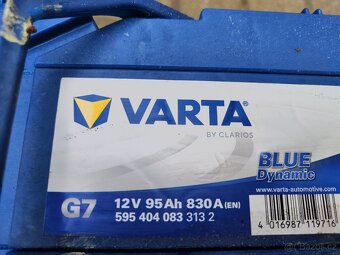 VARTA
BY CLARIOS
BLUE
Dynamic
www.varta-automotive.com
G7
12V 95Ah 830A (EN)
595 404 083 313 2
4 016987 119716